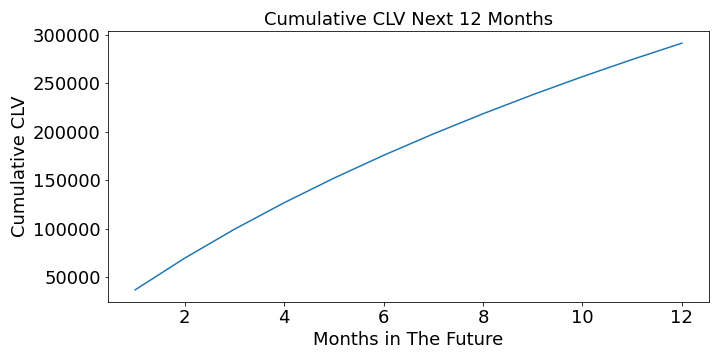 Cumulative CLV Next 12 Months
300000
250000
200000
150000
100000
50000
Cumulative CLV
2 4 6 8 10 12
Months in The Future